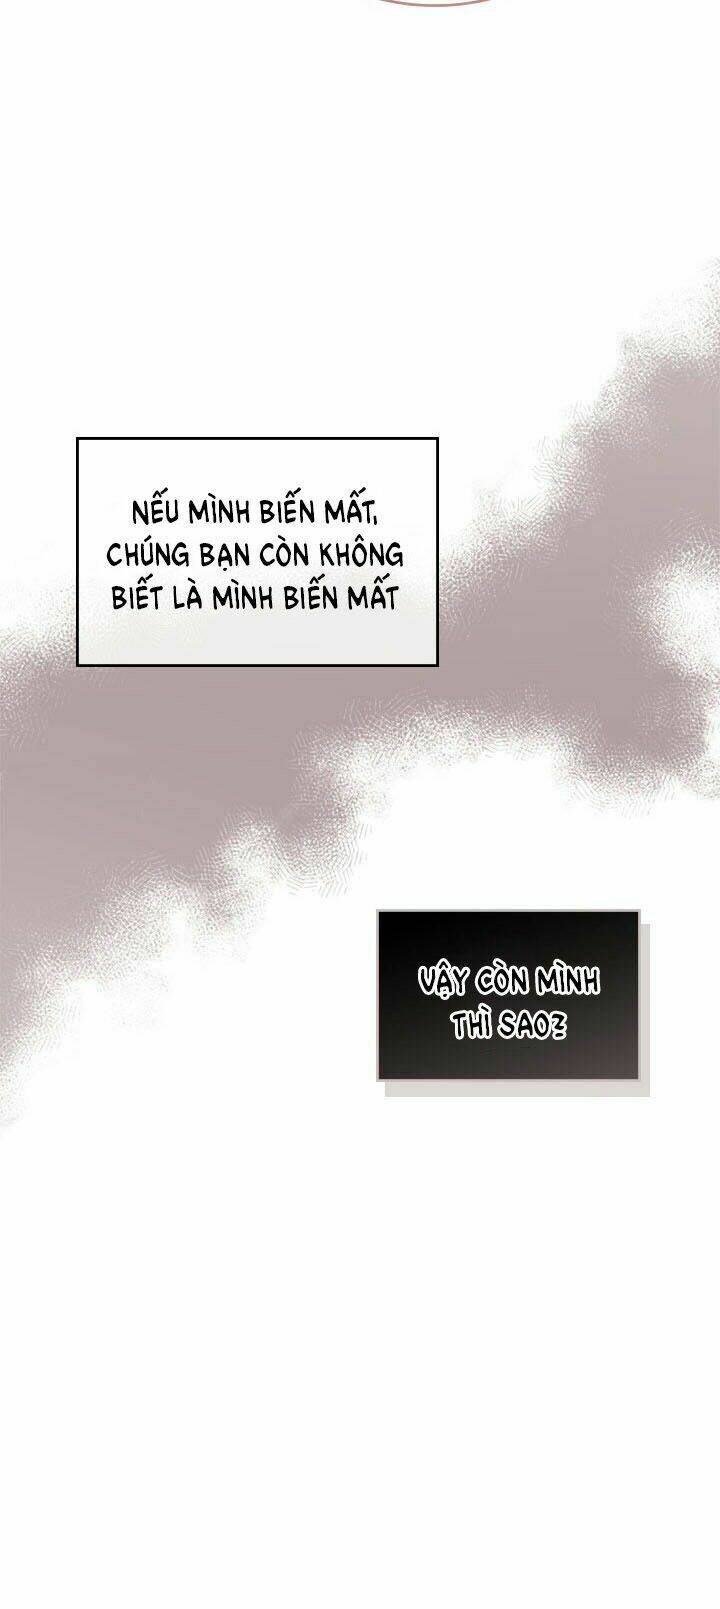 NẾU MÌNH BIẾN MẤT,
CHÚNG BẠN CÒN KHÔNG
BIẾT LÀ MÌNH BIẾN MẤT
VẬY CÒN MÌNH
THÌ SAO?